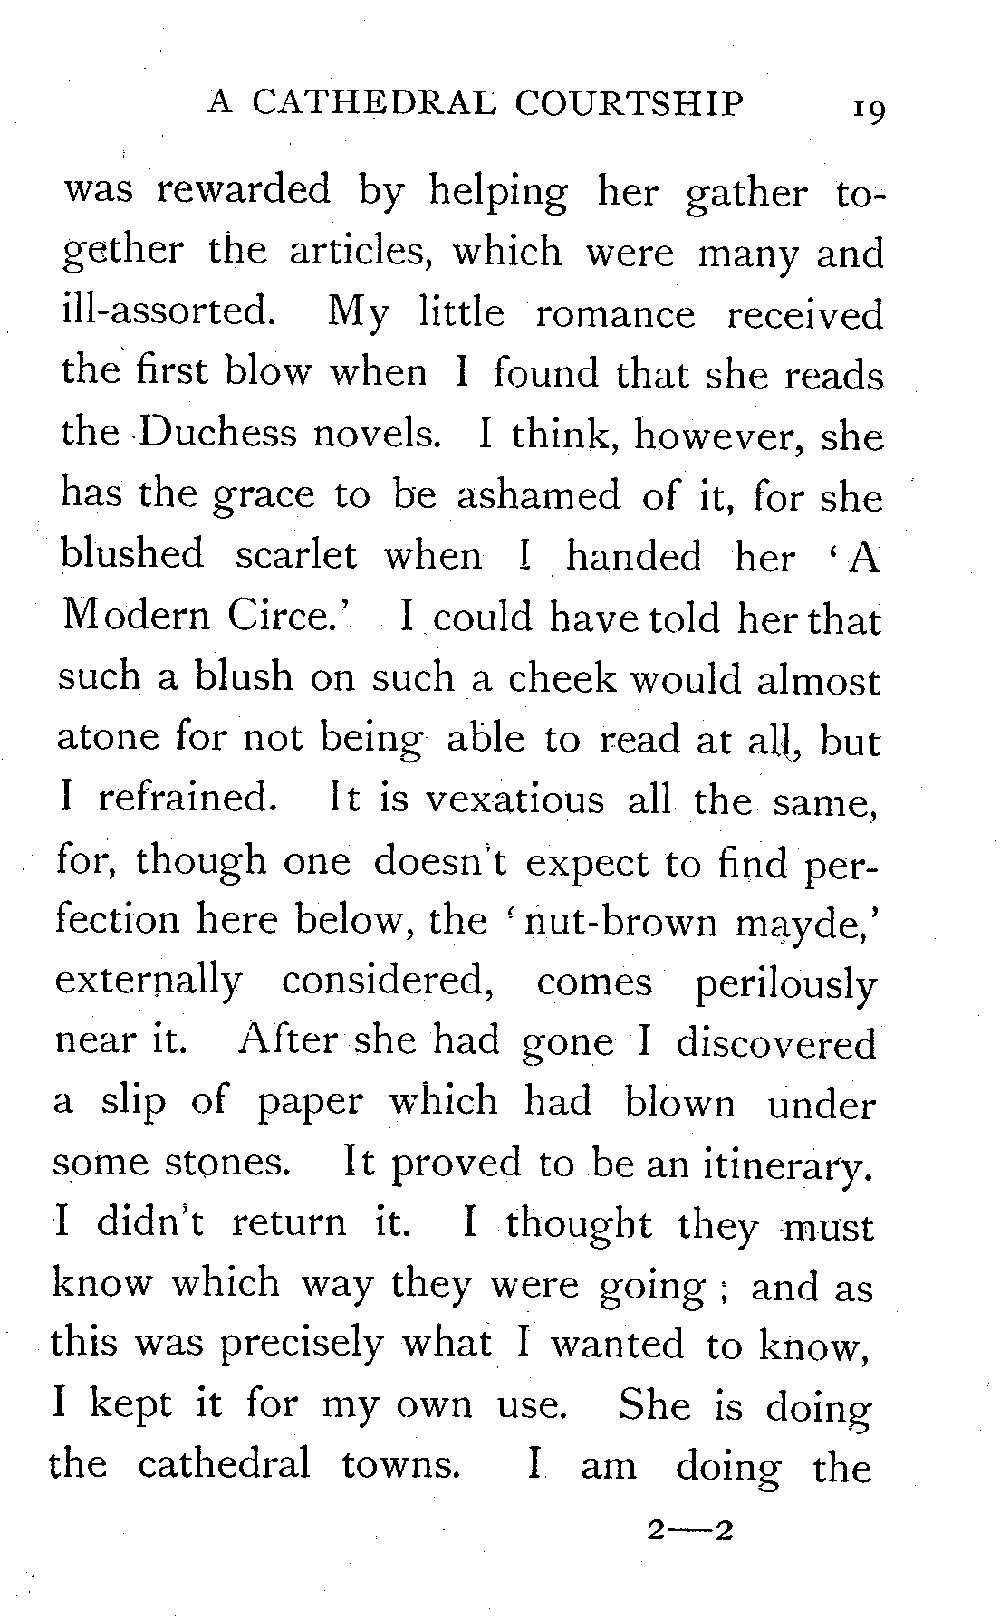 A CATHEDRAL COURTSHIP 19
was rewarded by helping her gather to-
gether the articles, which were many and
ill-assorted. My little romance received
the first blow when I found that she reads
the Duchess novels. I think, however, she
has the grace to be ashamed of it, for she
blushed scarlet when I handed her ‘A
Modern Circe.’ I could have told her that
such a blush on such a cheek would almost
atone for not being able to read at all, but
I refrained. It is vexatious all the same,
for, though one doesn't expect to find per-
fection here below, the ‘nut-brown mayde,’
externally considered, comes perilously
near it. After she had gone I discovered
a slip of paper which had blown under
some stones. It proved to be an itinerary.
I didn't return it. I thought they must
know which way they were going ; and as
this was precisely what I wanted to know,
I kept it for my own use. She is doing
the cathedral towns. I am doing the
2—2